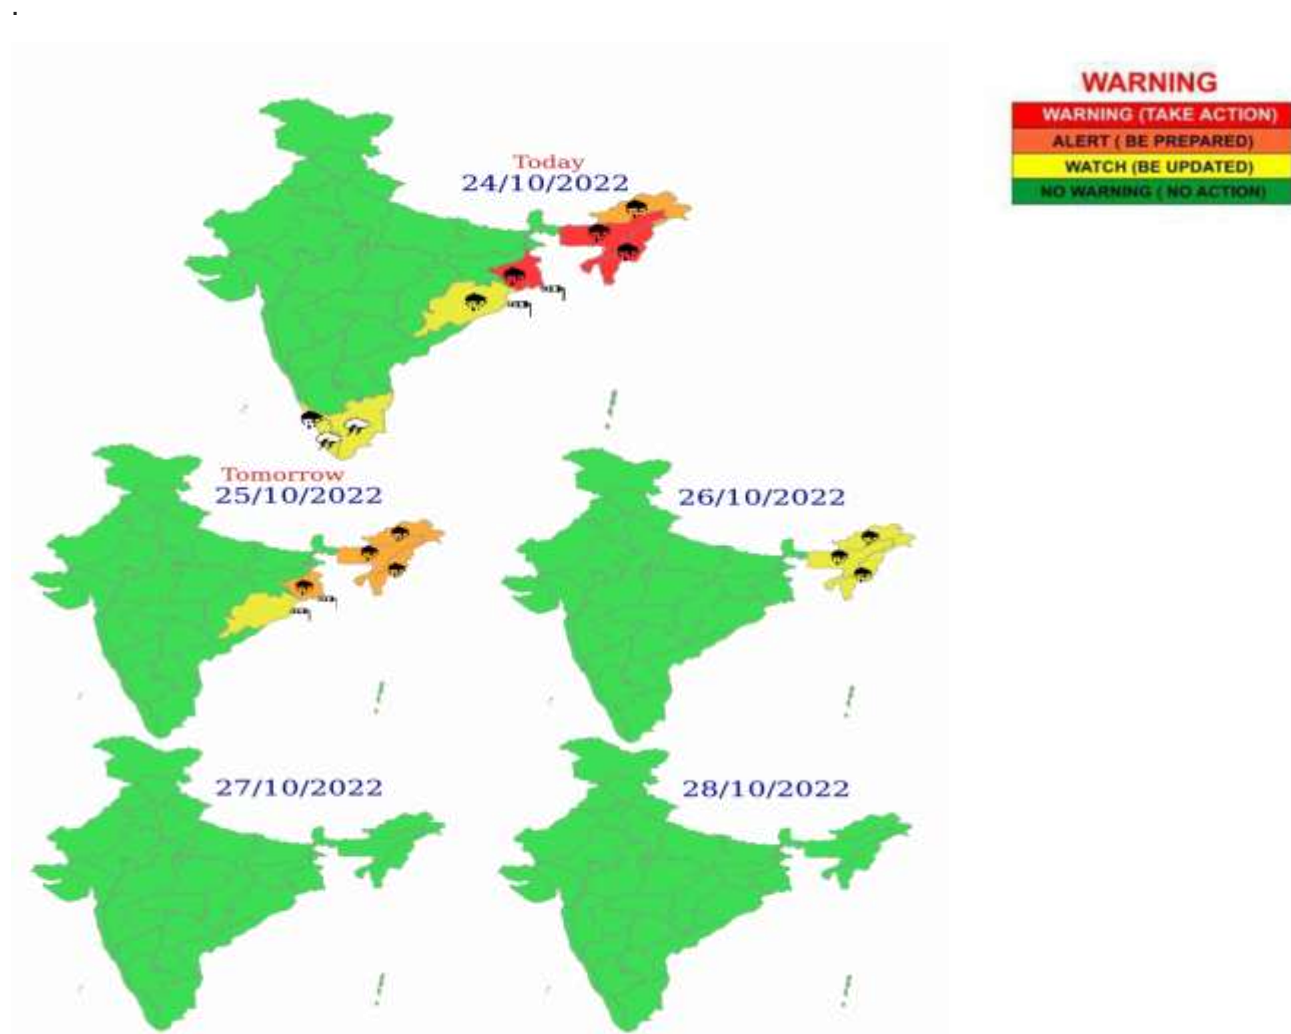 .
WARNING
WARNING (TAKE ACTION)
ALERT ( BE PREPARED)
WATCH (BE UPDATED)
NO WARNING ( NO ACTION)
Today
24/10/2022
Tomorrow
25/10/2022
26/10/2022
27/10/2022
28/10/2022